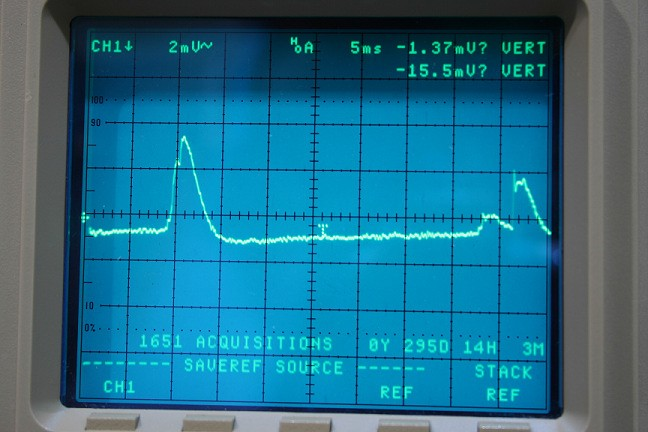 CH1↓ 2mV~ HoA 5ms -1.37mV? VERT
-15.5mV? VERT
100
90
10
0%
1651 ACQUISITIONS 0Y 295D 14H 3M
-------- SAVEREF SOURCE ------ STACK
CH1 REF REF